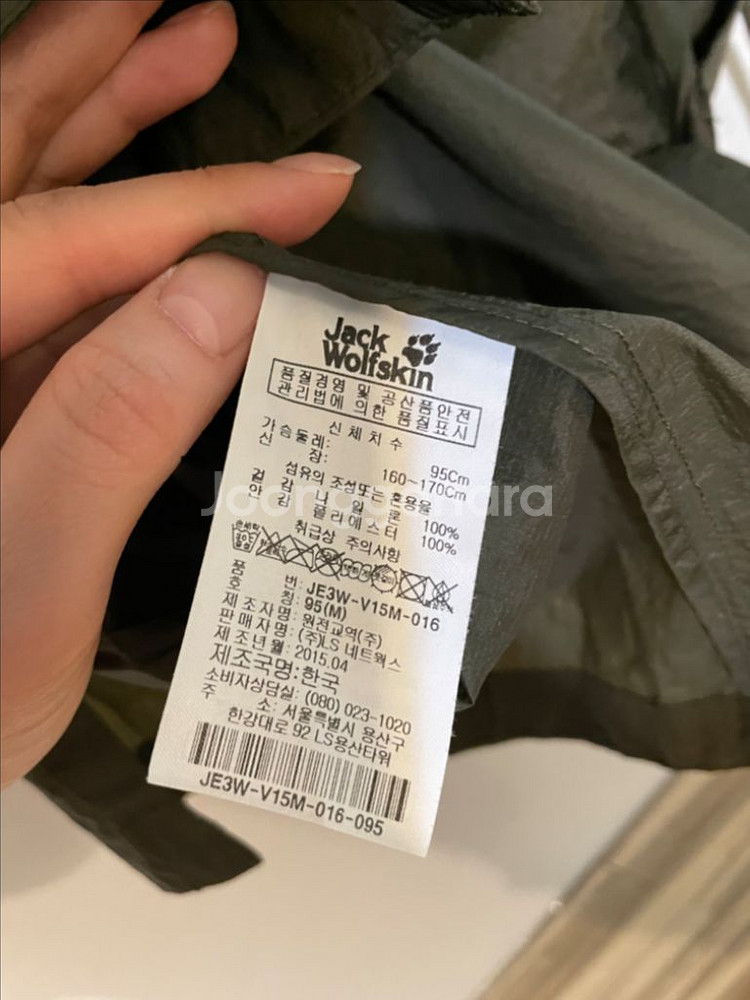 Jack
Wolfskin
품질경영 및 공산품안전
관리법에 의한 품질표시
신체치수
가슴둘레: 95Cm
신 장: 160~170Cm
섬유의 조성또는 혼용율
겉감 나일론 100%
안감 폴리에스터 100%
취급상 주의사항
품 번: JE3W-V15M-016
호 칭: 95(M)
제조자명: 원전교역(주)
판매자명: (주)LS 네트웍스
제조년월: 2015.04
제조국명: 한국
소비자상담실: (080) 023-1020
주 소: 서울특별시 용산구
한강대로 92 LS용산타워
JE3W-V15M-016-095
Joonggonara